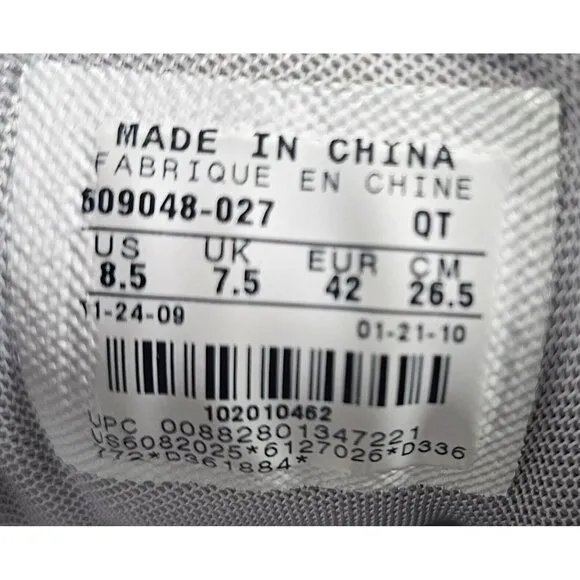 MADE IN CHINA
FABRIQUE EN CHINE
609048-027 QT
US UK EUR CM
8.5 7.5 42 26.5
11-24-09 01-21-10
102010462
UPC 00882801347221
US6082025*6127026*D336
772*D361884*